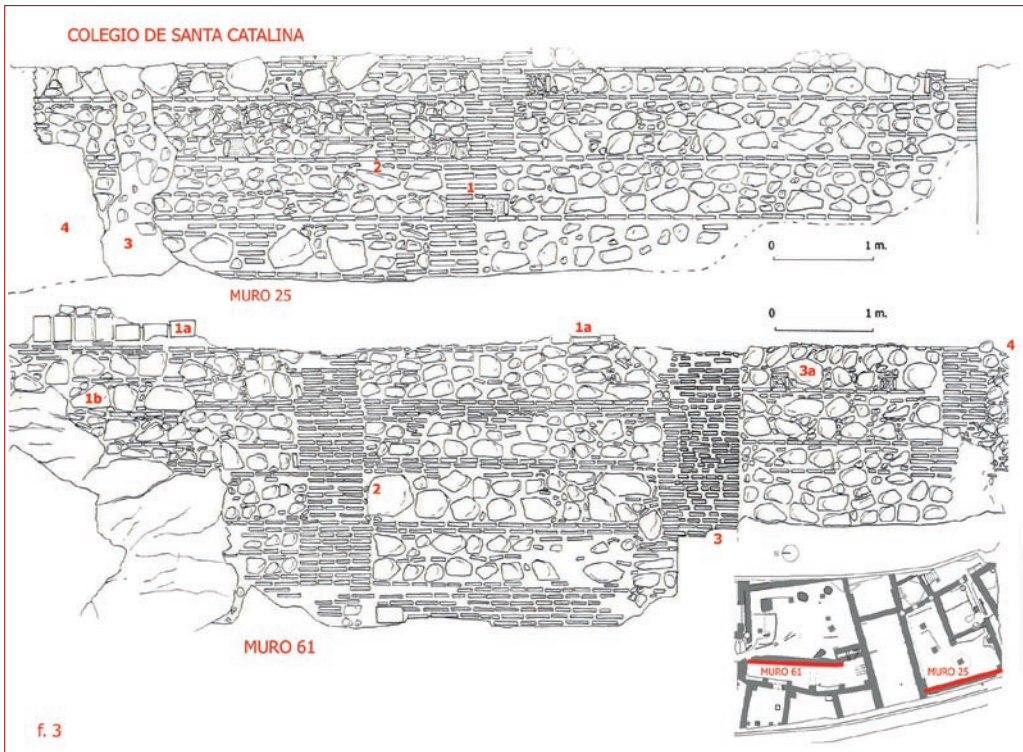 COLEGIO DE SANTA CATALINA
2
1
4
3
0 1 m.
MURO 25
0 1 m.
1a
1a
4
3a
1b
2
3
N
MURO 61
MURO 61
MURO 25
f. 3